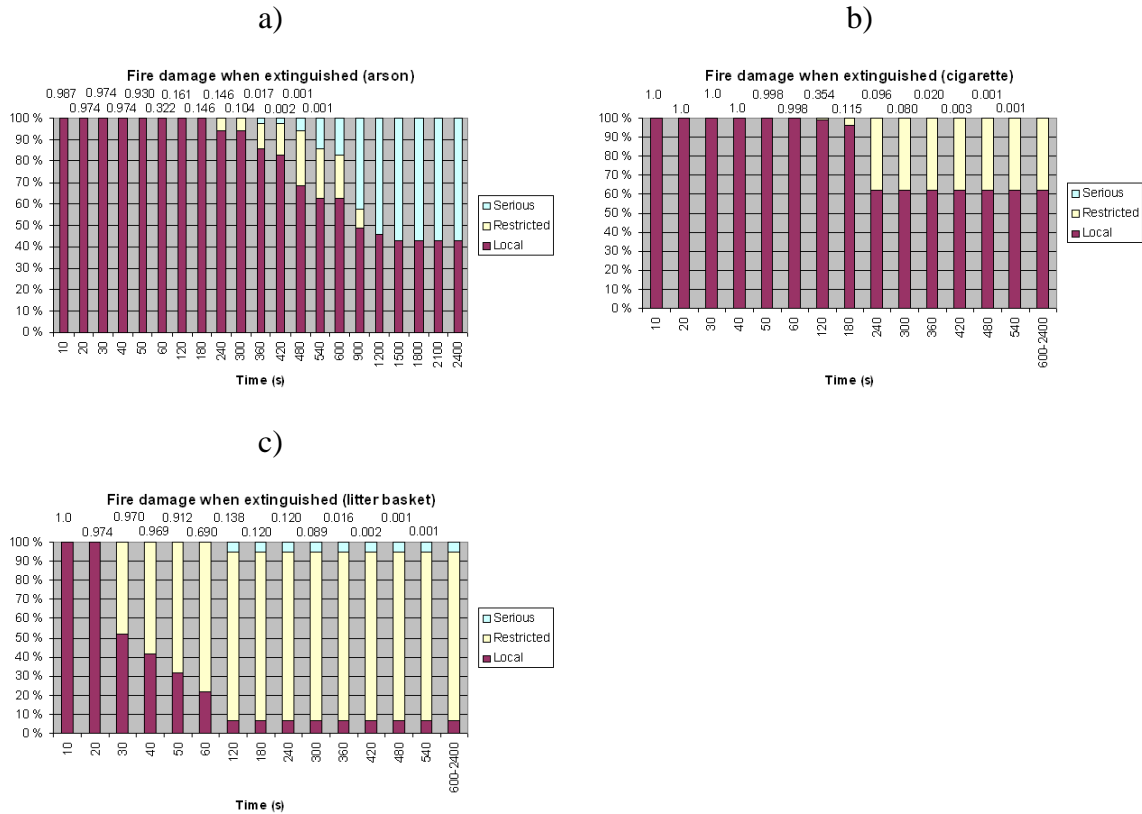 a)
Fire damage when extinguished (arson)
0.987 0.974 0.930 0.161 0.146 0.017 0.001
0.974 0.974 0.322 0.146 0.104 0.002 0.001
100 %
90 %
80 %
70 %
60 %
50 %
40 %
30 %
20 %
10 %
0 %
Serious
Restricted
Local
10 20 30 40 50 60 120 180 240 300 360 420 480 540 600 900 1200 1500 1800 2100 2400
Time (s)
b)
Fire damage when extinguished (cigarette)
1.0 1.0 0.998 0.354 0.096 0.020 0.001
1.0 1.0 0.998 0.115 0.080 0.003 0.001
100 %
90 %
80 %
70 %
60 %
50 %
40 %
30 %
20 %
10 %
0 %
Serious
Restricted
Local
10 20 30 40 50 60 120 180 240 300 360 420 480 540 600-2400
Time (s)
c)
Fire damage when extinguished (litter basket)
1.0 0.970 0.912 0.138 0.120 0.016 0.001
0.974 0.969 0.690 0.120 0.089 0.002 0.001
100 %
90 %
80 %
70 %
60 %
50 %
40 %
30 %
20 %
10 %
0 %
Serious
Restricted
Local
10 20 30 40 50 60 120 180 240 300 360 420 480 540 600-2400
Time (s)